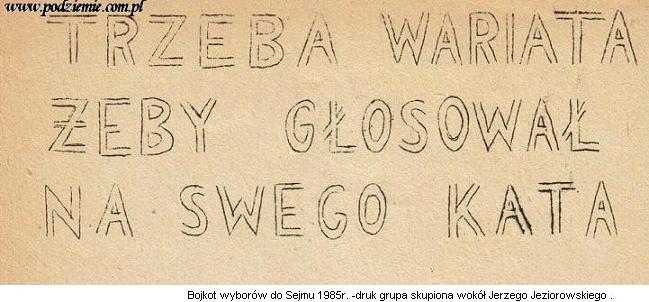 www.podziemie.com.pl
TRZEBA WARIATA
ŻEBY GŁOSOWAŁ
NA SWEGO KATA
Bojkot wyborów do Sejmu 1985r. -druk grupa skupiona wokół Jerzego Jeziorowskiego .